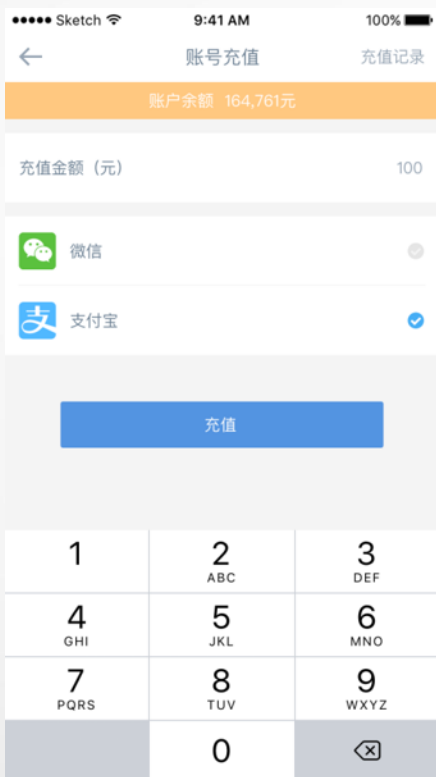 Sketch 9:41 AM 100%
账号充值 充值记录
账户余额 164,761元
充值金额（元） 100
微信
支 支付宝
充值
1 2 3
ABC DEF
4 5 6
GHI JKL MNO
7 8 9
PQRS TUV WXYZ
0